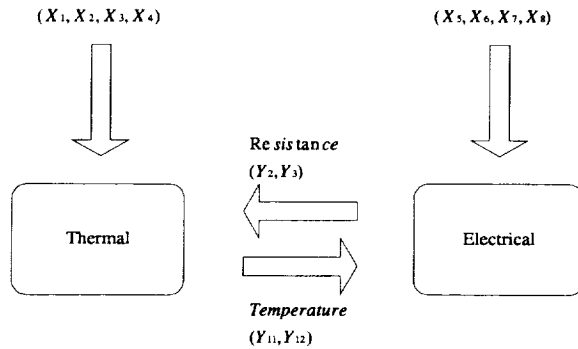 (X1, X2, X3, X4)
(X5, X6, X7, X8)
Resistance
(Y2, Y3)
Thermal
Electrical
Temperature
(Y11, Y12)